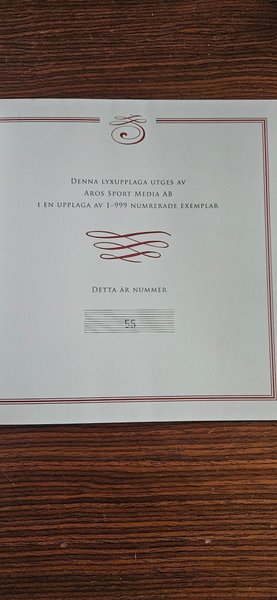 Denna lyxupplaga utges av
Aros Sport Media AB
i en upplaga av 1–999 numrerade exemplar
Detta är nummer
55